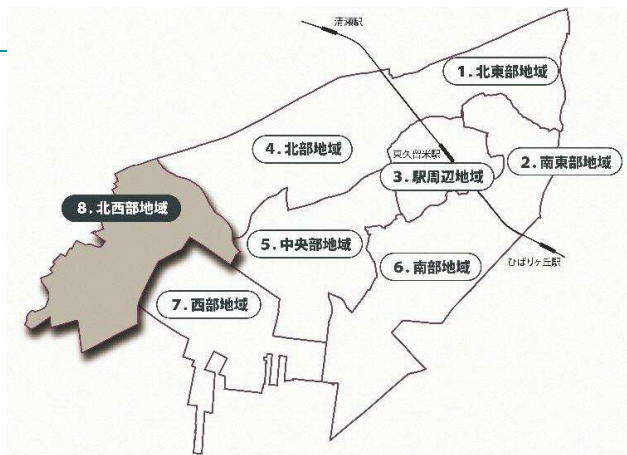 清瀬駅
1.北東部地域
4.北部地域
東久留米駅
2.南東部地域
3.駅周辺地域
8.北西部地域
5.中央部地域
6.南部地域
ひばりヶ丘駅
7.西部地域